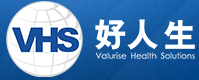 VHS
好人生
Valurise Health Solutions